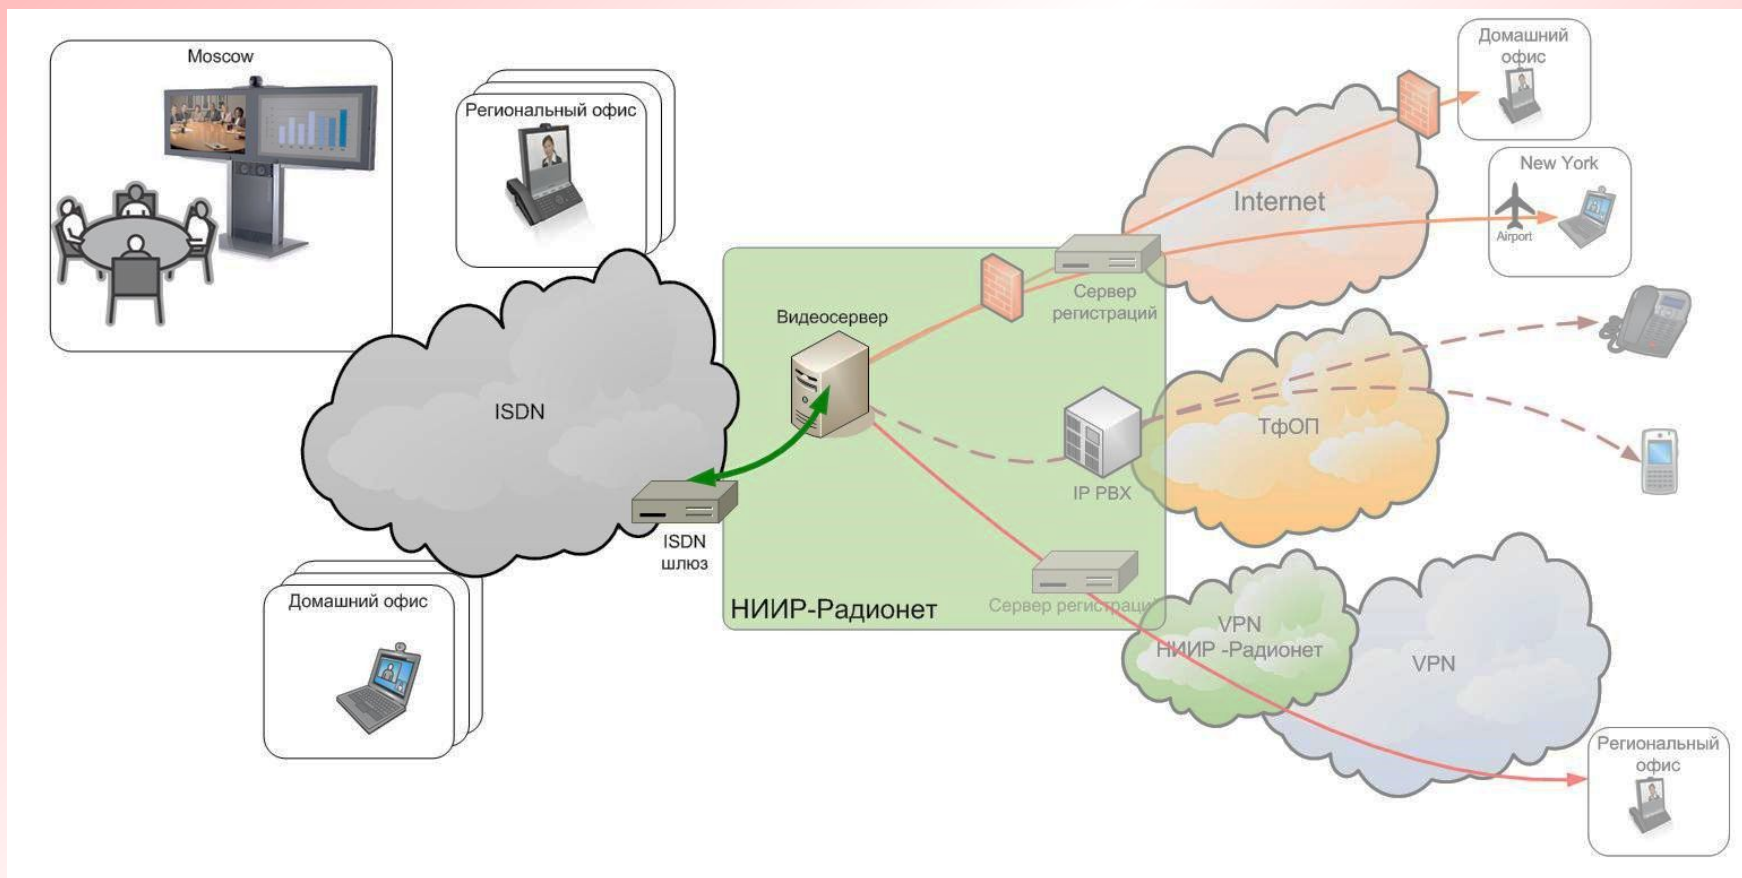 Moscow
Региональный офис
Домашний
офис
New York
Airport
Internet
Сервер
регистраций
Видеосервер
ISDN
ТфОП
IP PBX
ISDN
шлюз
НИИР-Радионет
Сервер регистраций
Домашний офис
VPN
НИИР -Радионет
VPN
Региональный
офис